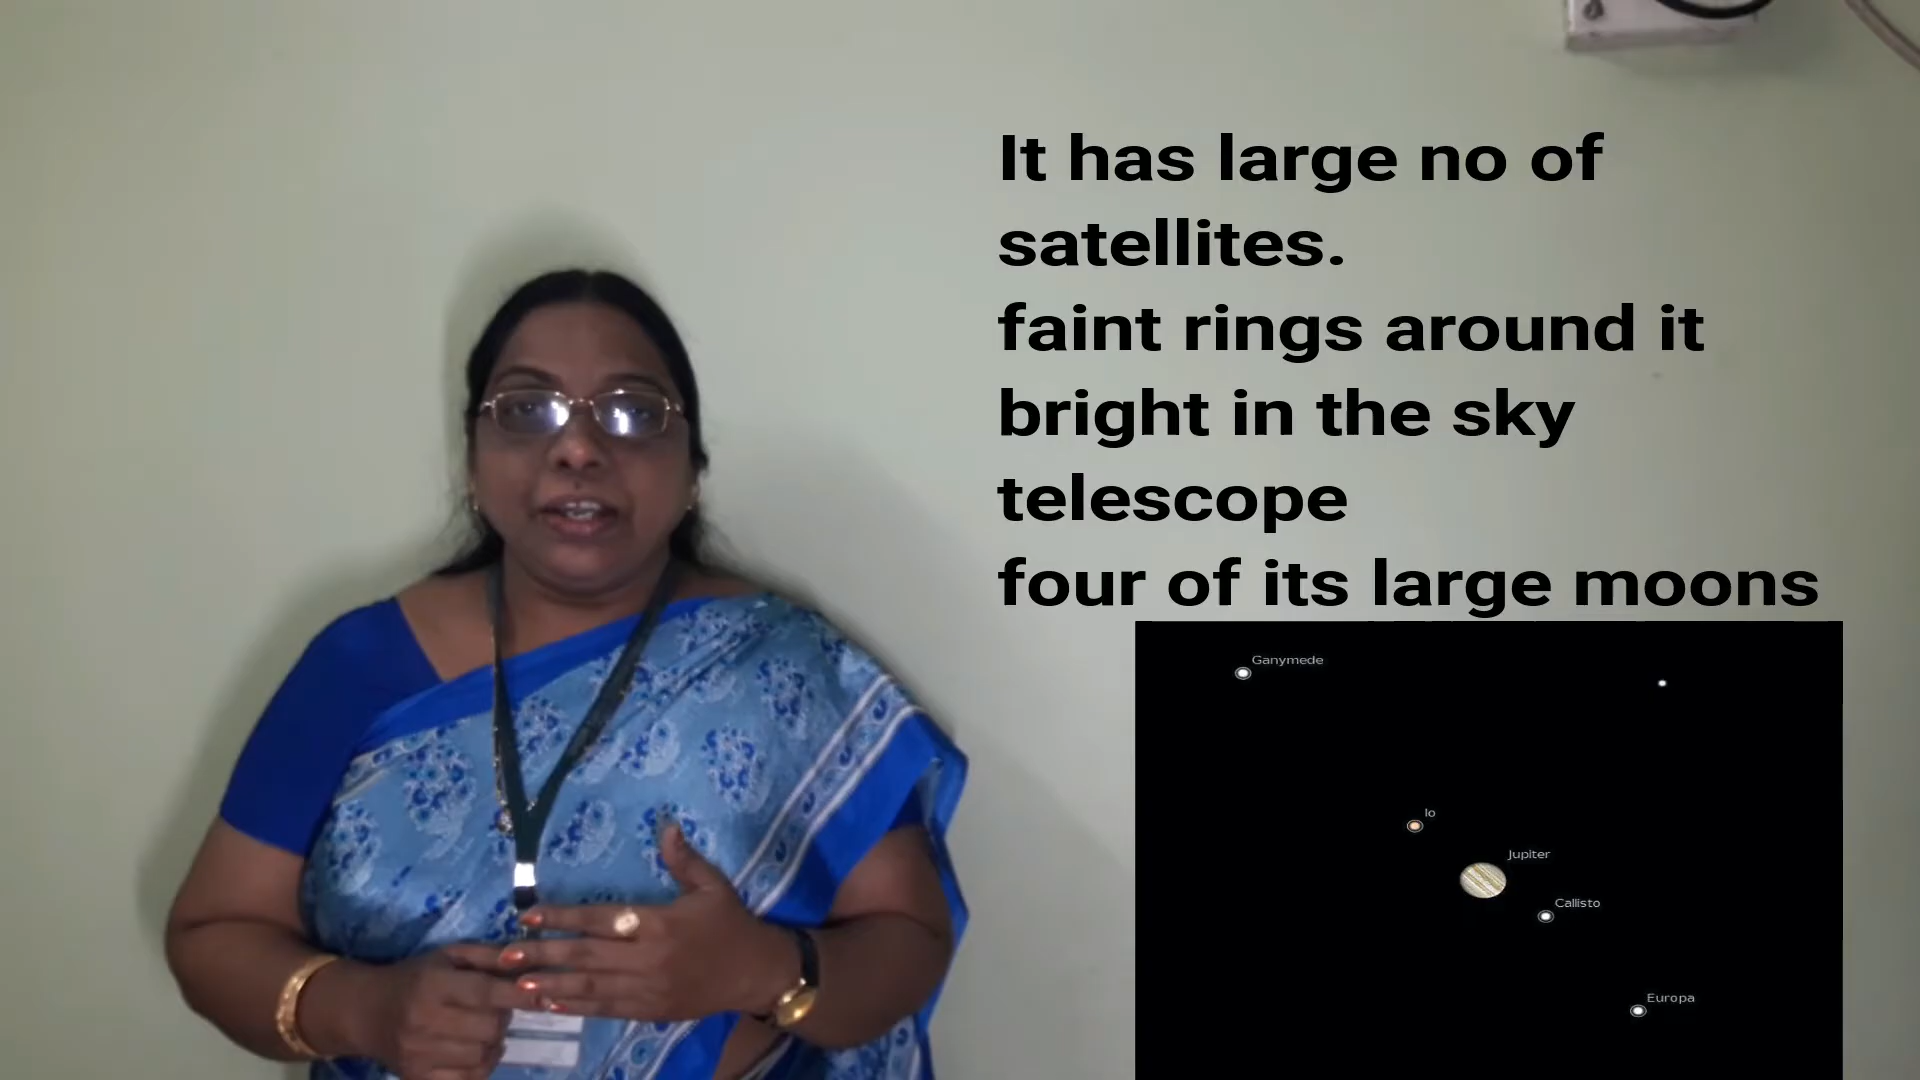 It has large no of
satellites.
faint rings around it
bright in the sky
telescope
four of its large moons
Ganymede
Io
Jupiter
Callisto
Europa